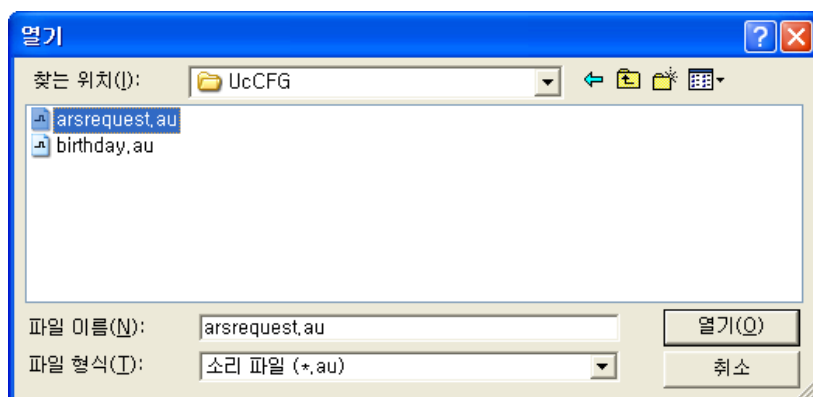 열기
찾는 위치(I): UcCFG
arsrequest.au
birthday.au
파일 이름(N): arsrequest.au 열기(O)
파일 형식(T): 소리 파일 (*.au) 취소